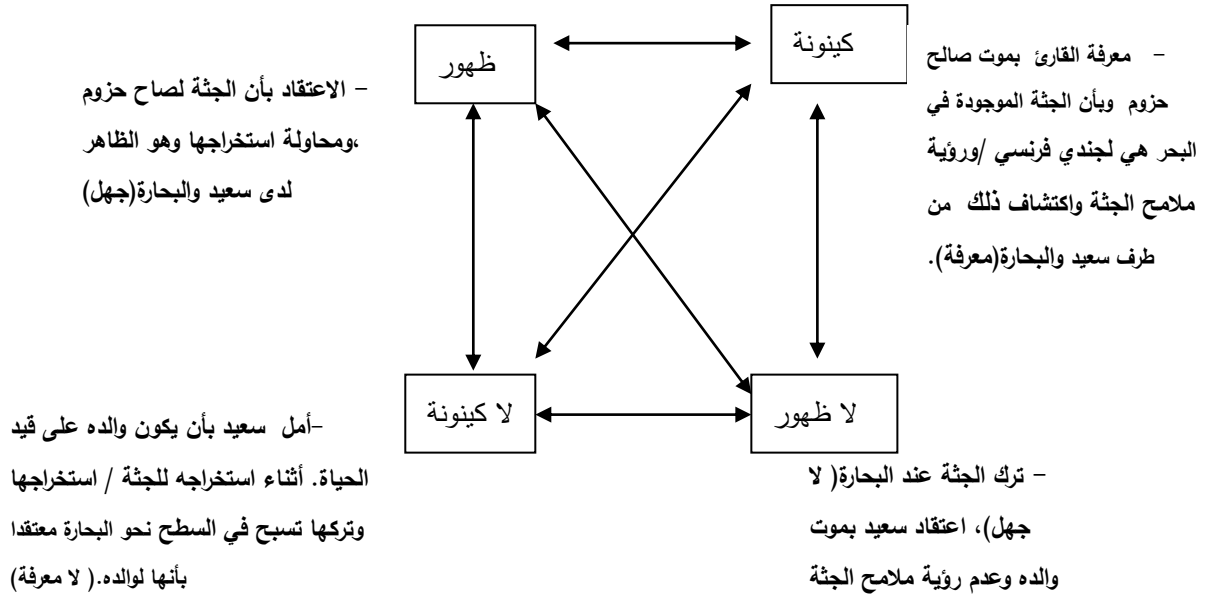 كينونة
ظهور
- معرفة القارئ بموت صالح
حزوم وبأن الجثة الموجودة في
البحر هي لجندي فرنسي /ورؤية
ملامح الجثة واكتشاف ذلك من
طرف سعيد والبحارة(معرفة).
- الاعتقاد بأن الجثة لصاح حزوم
،ومحاولة استخراجها وهو الظاهر
لدى سعيد والبحارة(جهل)
لا ظهور
لا كينونة
- ترك الجثة عند البحارة( لا
جهل)، اعتقاد سعيد بموت
والده وعدم رؤية ملامح الجثة
-أمل سعيد بأن يكون والده على قيد
الحياة. أثناء استخراجه للجثة / استخراجها
وتركها تسبح في السطح نحو البحارة معتقدا
بأنها لوالده.( لا معرفة)